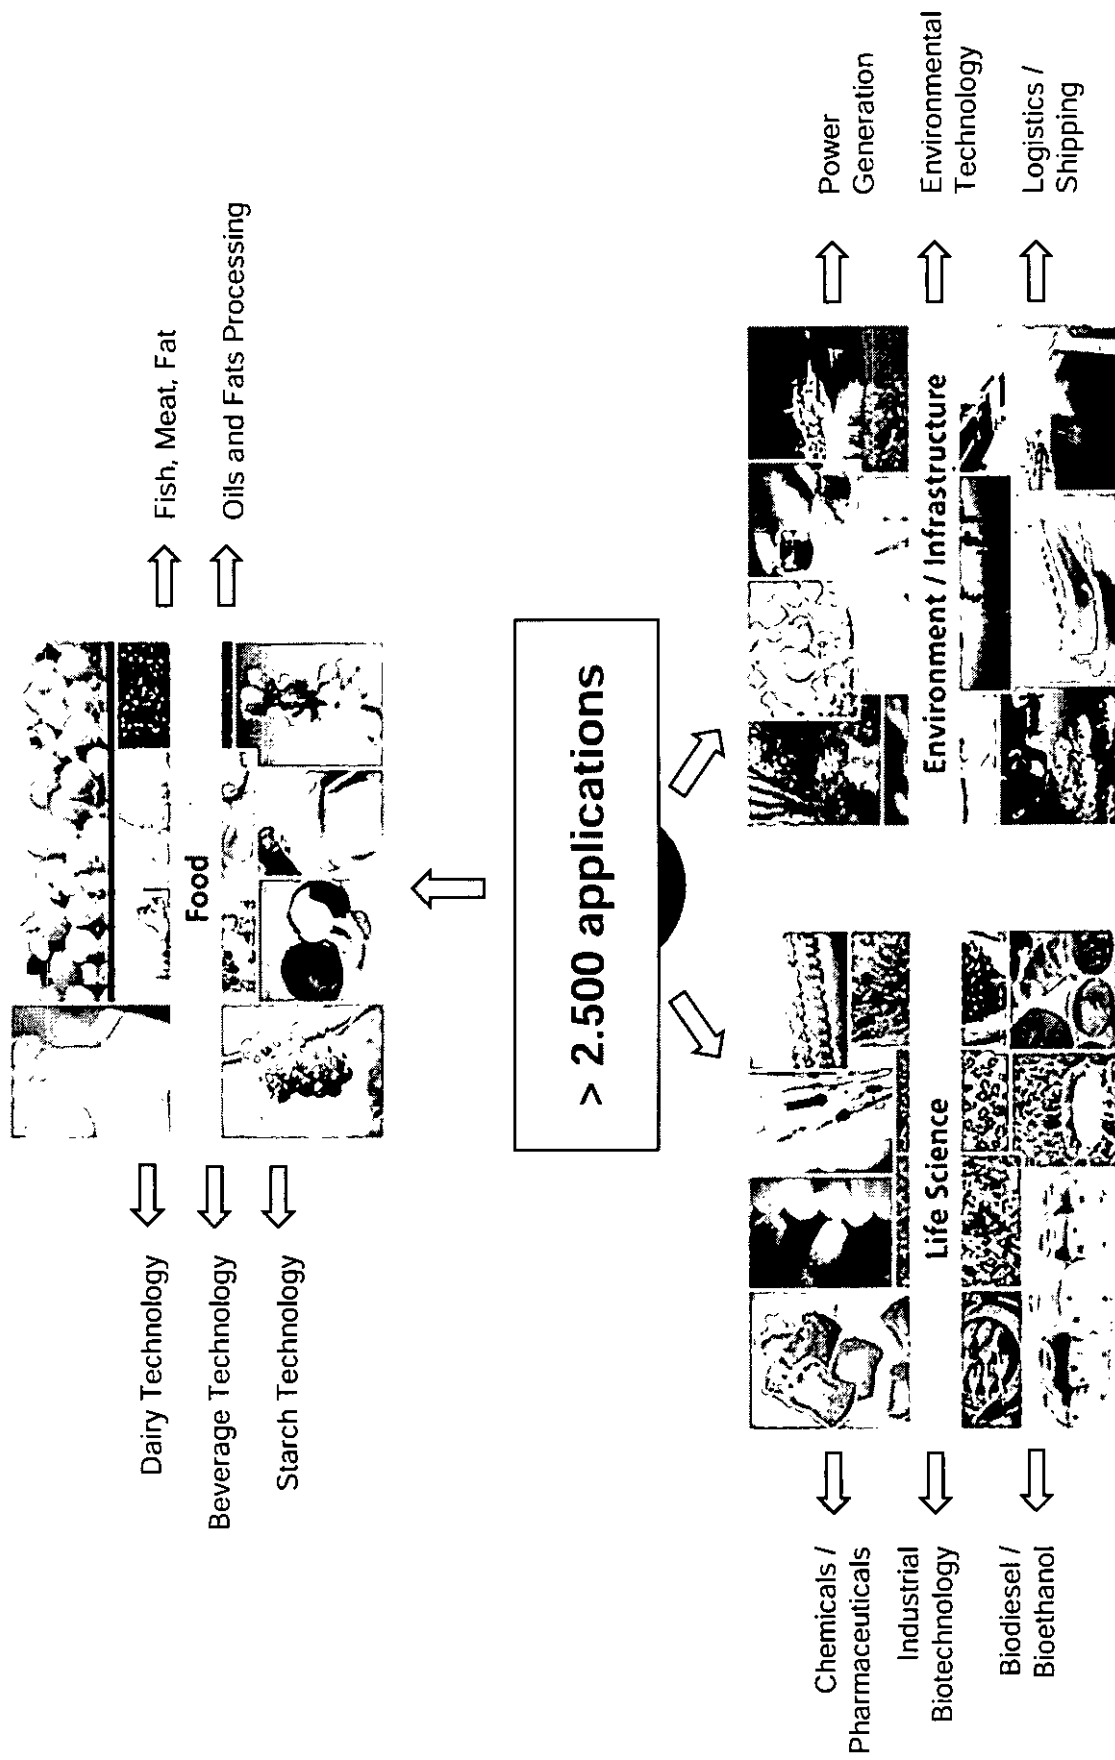 Dairy Technology
Beverage Technology
Starch Technology
Food
Fish, Meat, Fat
Oils and Fats Processing
> 2.500 applications
Chemicals /
Pharmaceuticals
Industrial
Biotechnology
Biodiesel /
Bioethanol
Life Science
Environment / Infrastructure
Power
Generation
Environmental
Technology
Logistics /
Shipping